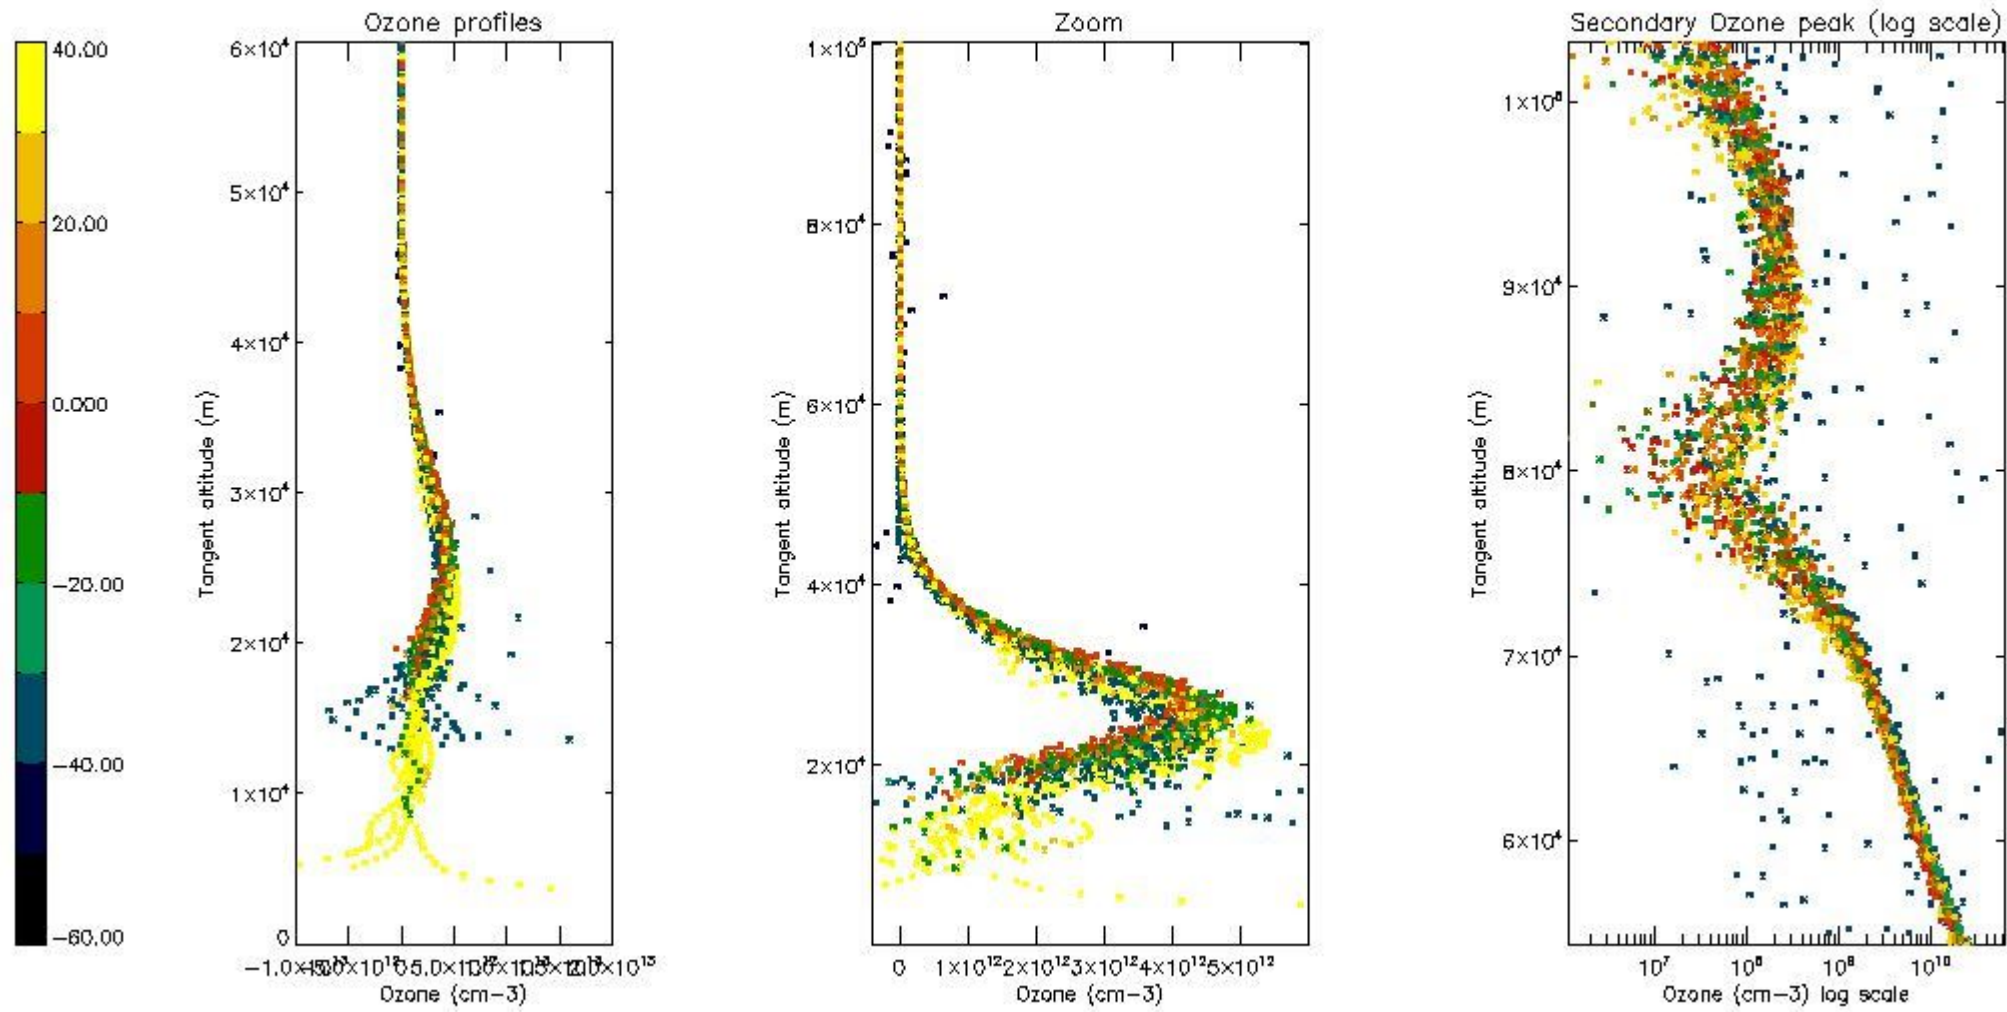 Ozone profiles
Zoom
Secondary Ozone peak (log scale)
40.00
20.00
0.000
−20.00
−40.00
−60.00
6×10⁴
5×10⁴
4×10⁴
3×10⁴
2×10⁴
1×10⁴
0
Tangent altitude (m)
Ozone (cm−3)
1×10⁵
8×10⁴
6×10⁴
4×10⁴
2×10⁴
Tangent altitude (m)
0 1×10¹² 2×10¹² 3×10¹² 4×10¹² 5×10¹²
Ozone (cm−3)
9×10⁴
8×10⁴
7×10⁴
6×10⁴
Tangent altitude (m)
10⁷ 10⁸ 10⁹ 10¹⁰
Ozone (cm−3) log scale